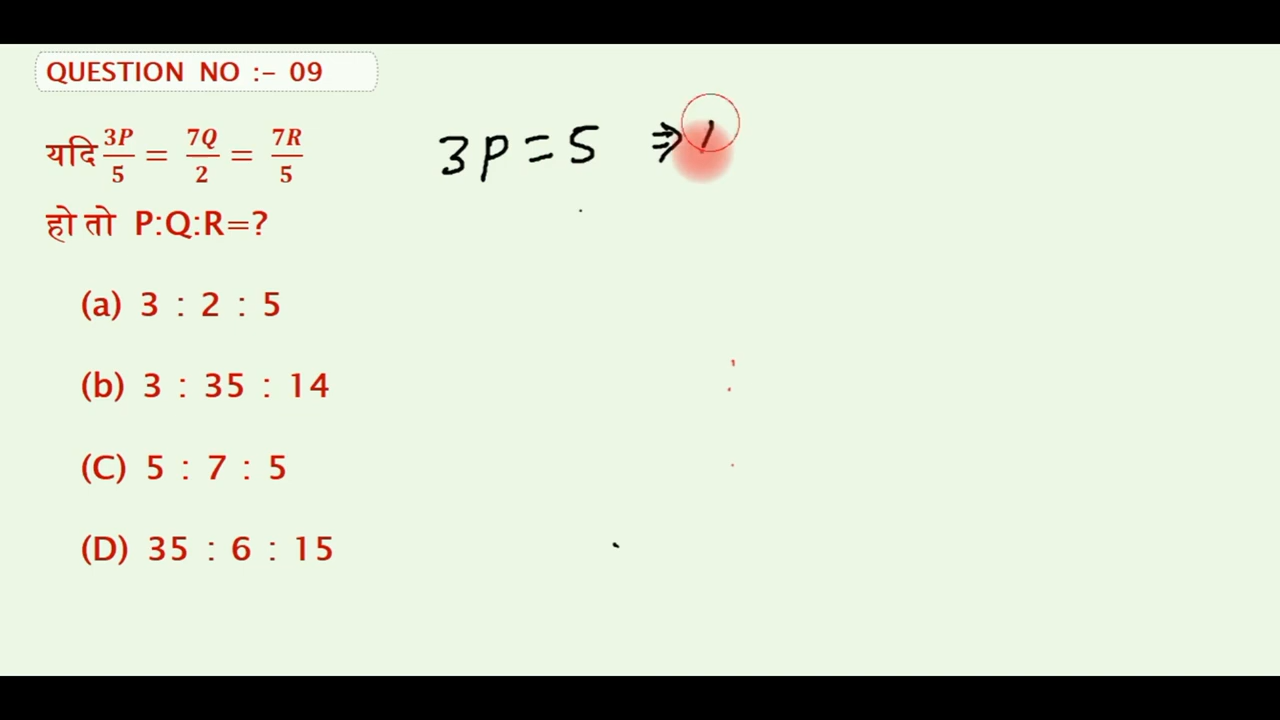 QUESTION NO :- 09
यदि 3P/5 = 7Q/2 = 7R/5
3P = 5 ⇒
हो तो P:Q:R=?
(a) 3 : 2 : 5
(b) 3 : 35 : 14
(C) 5 : 7 : 5
(D) 35 : 6 : 15